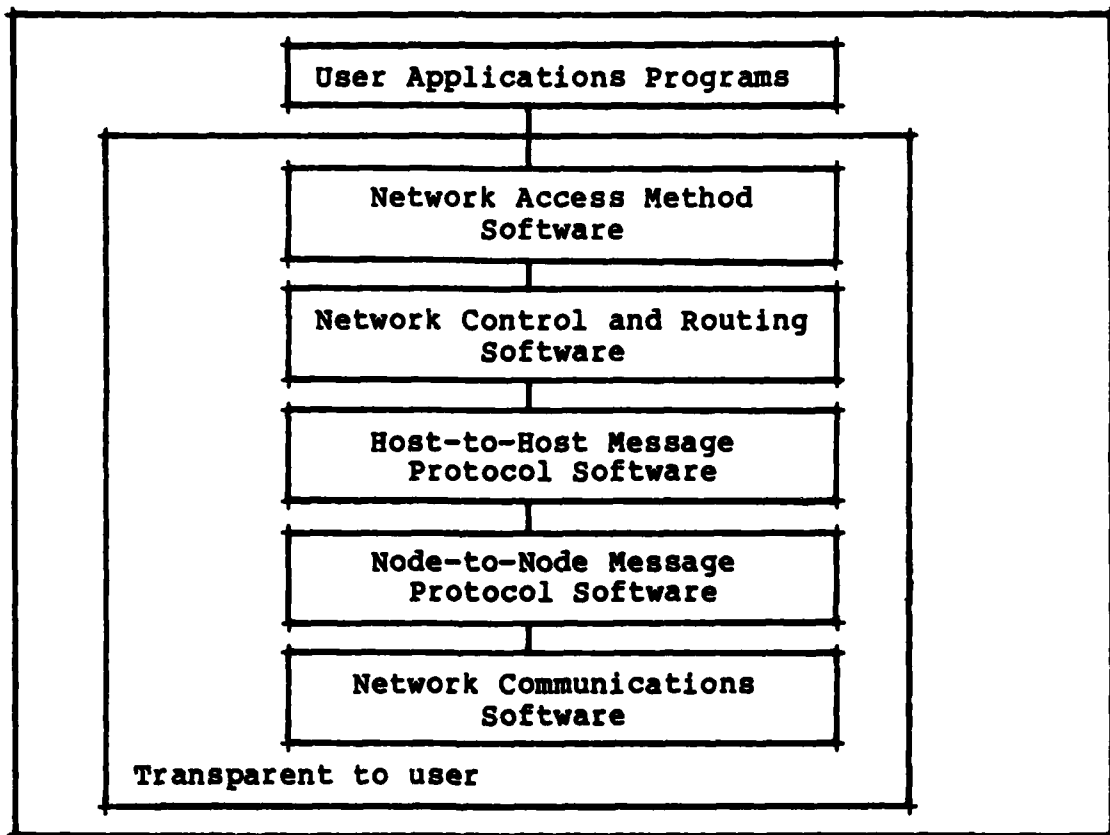 User Applications Programs
Network Access Method
Software
Network Control and Routing
Software
Host-to-Host Message
Protocol Software
Node-to-Node Message
Protocol Software
Network Communications
Software
Transparent to user